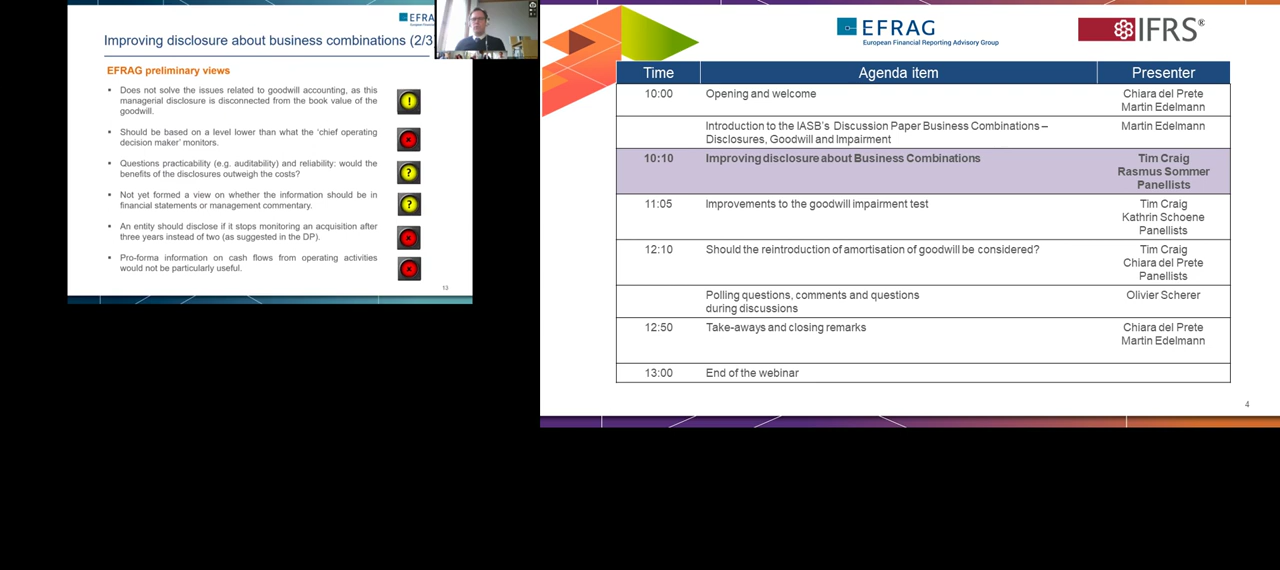 EFRAG
Improving disclosure about business combinations (2/3
EFRAG preliminary views
Does not solve the issues related to goodwill accounting, as this
managerial disclosure is disconnected from the book value of the
goodwill.
!
Should be based on a level lower than what the ‘chief operating
decision maker’ monitors.
Questions practicability (e.g. auditability) and reliability: would the
benefits of the disclosures outweigh the costs?
?
Not yet formed a view on whether the information should be in
financial statements or management commentary.
?
An entity should disclose if it stops monitoring an acquisition after
three years instead of two (as suggested in the DP).
Pro-forma information on cash flows from operating activities
would not be particularly useful.
13
EFRAG
European Financial Reporting Advisory Group
IFRS®
Time Agenda item Presenter
10:00 Opening and welcome Chiara del Prete
Martin Edelmann
Introduction to the IASB's Discussion Paper Business Combinations – Martin Edelmann
Disclosures, Goodwill and Impairment
10:10 Improving disclosure about Business Combinations Tim Craig
Rasmus Sommer
Panellists
11:05 Improvements to the goodwill impairment test Tim Craig
Kathrin Schoene
Panellists
12:10 Should the reintroduction of amortisation of goodwill be considered? Tim Craig
Chiara del Prete
Panellists
Polling questions, comments and questions Olivier Scherer
during discussions
12:50 Take-aways and closing remarks Chiara del Prete
Martin Edelmann
13:00 End of the webinar
4